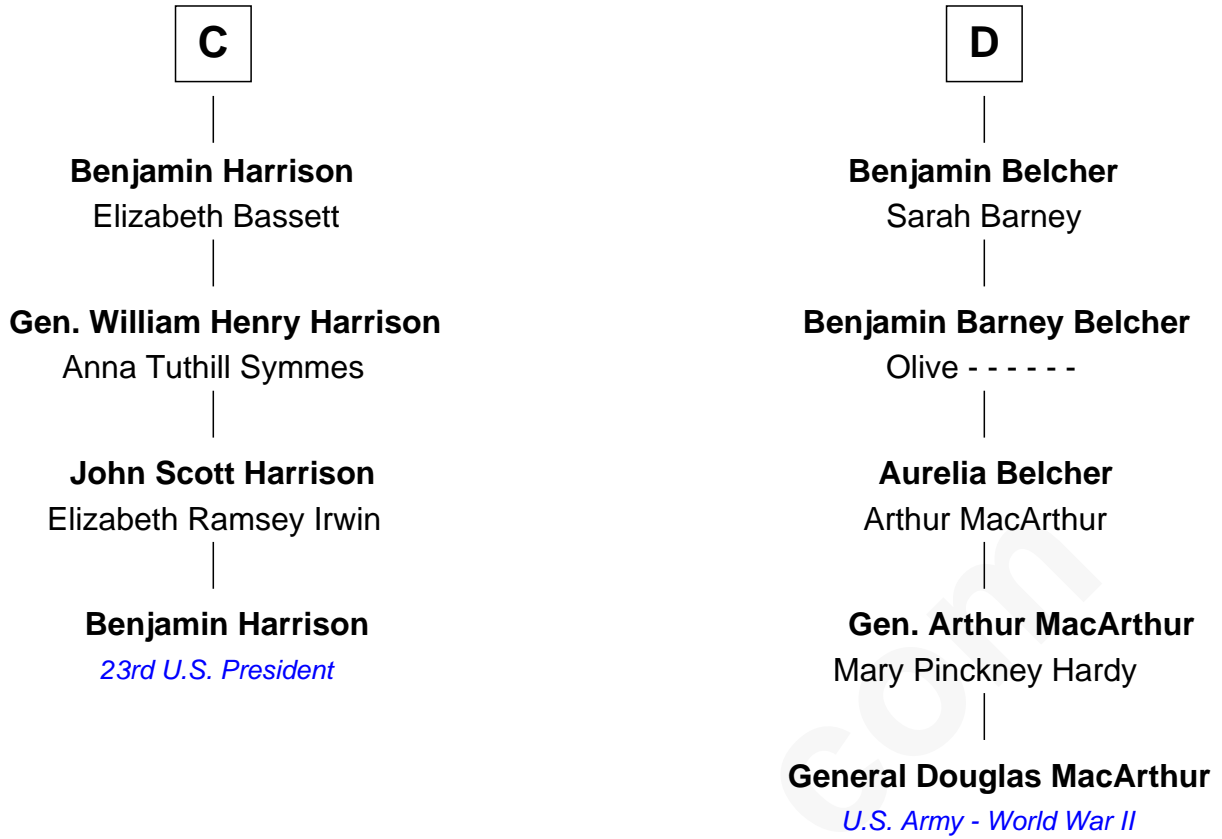 C
Benjamin Harrison
Elizabeth Bassett
Gen. William Henry Harrison
Anna Tuthill Symmes
John Scott Harrison
Elizabeth Ramsey Irwin
Benjamin Harrison
23rd U.S. President
D
Benjamin Belcher
Sarah Barney
Benjamin Barney Belcher
Olive - - - - - -
Aurelia Belcher
Arthur MacArthur
Gen. Arthur MacArthur
Mary Pinckney Hardy
General Douglas MacArthur
U.S. Army - World War II
com